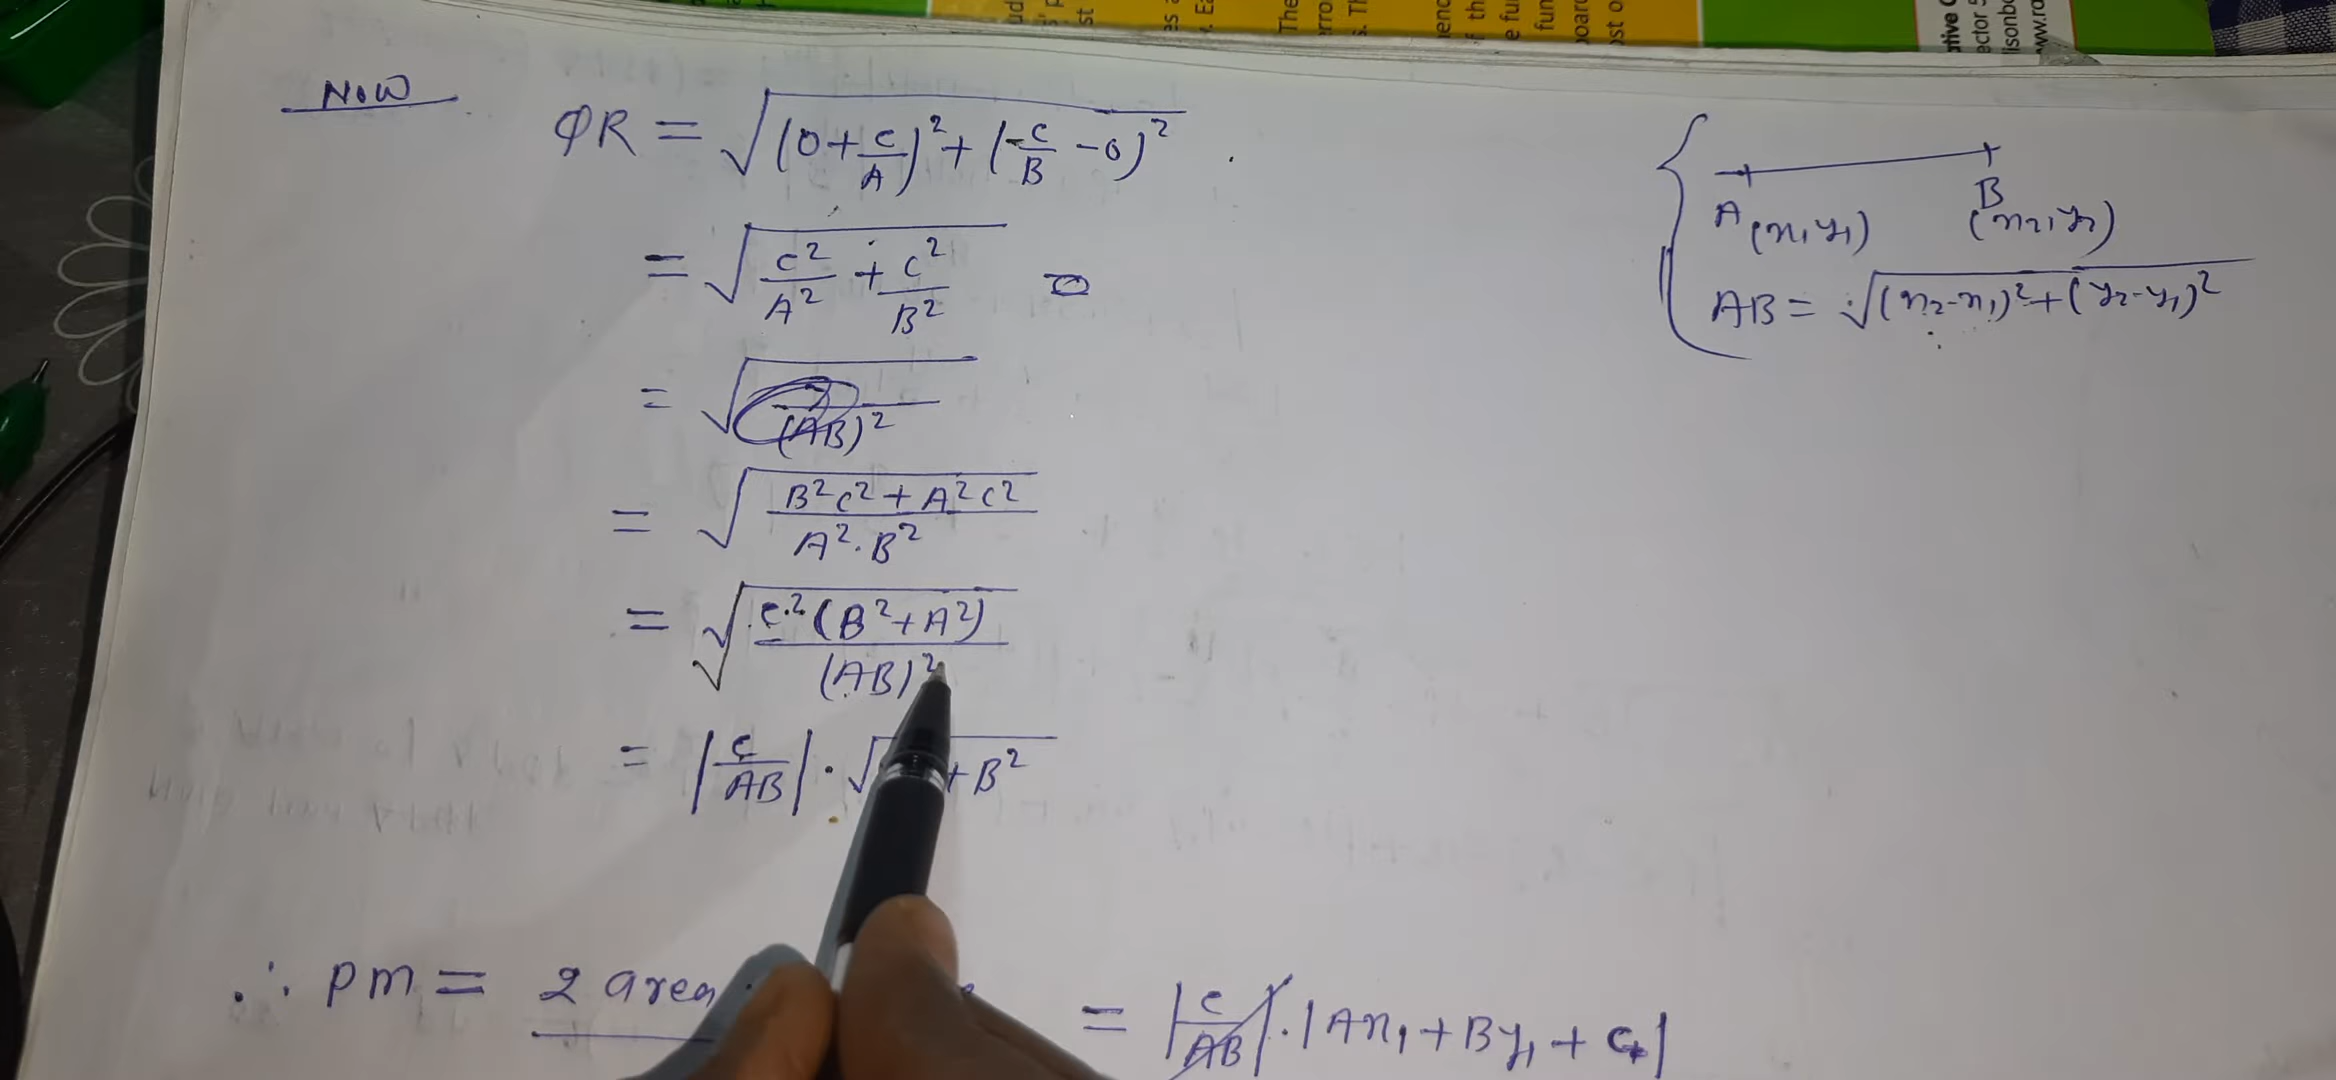 Now
QR = √((0+C/A)² + (-C/B -0)²)
= √(C²/A² + C²/B²)
= √( /(AB)²)
= √((B²C² + A²C²)/(A².B²))
= √(C²(B²+A²)/(AB)²)
= |C/AB| . √ +B²
∴ PM = 2 area
= |C/AB| . |Ax₁ + By₁ + C|
A (x₁ y₁)
B (x₂, y₂)
AB = √((x₂-x₁)² + (y₂-y₁)²)